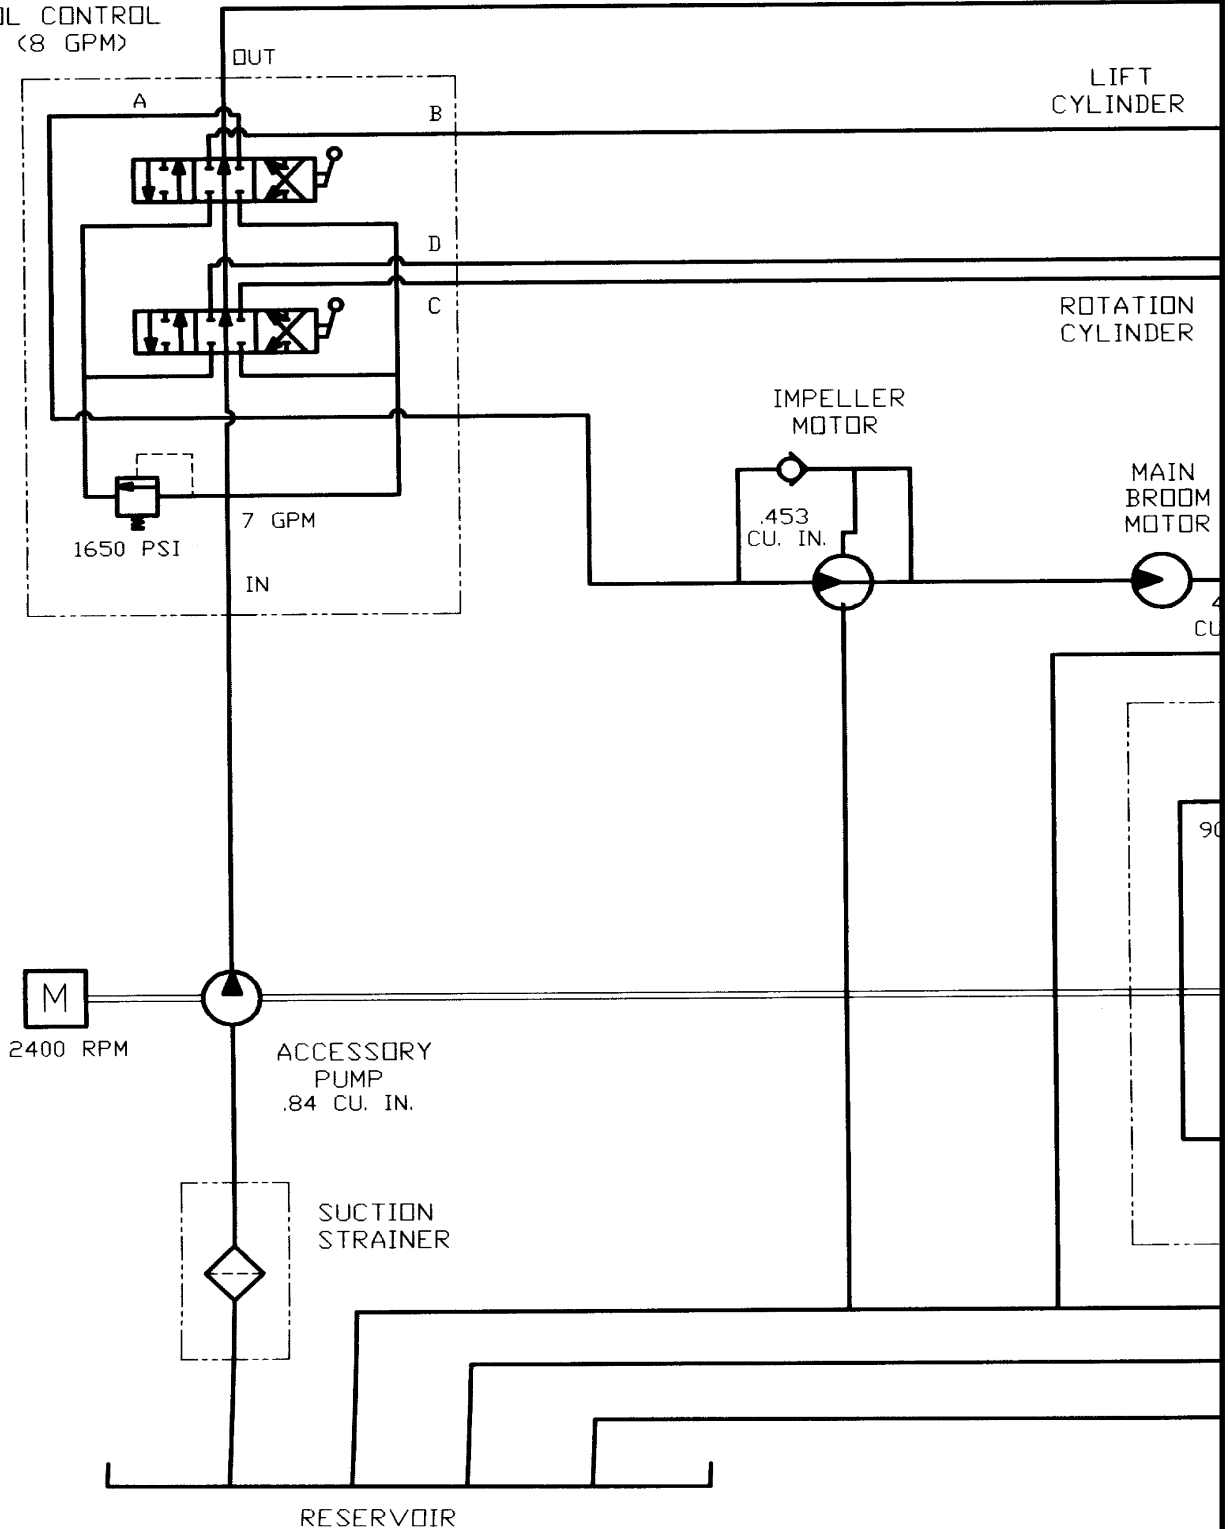 CONTROL
(8 GPM)
OUT
A
B
LIFT
CYLINDER
D
C
ROTATION
CYLINDER
IMPELLER
MOTOR
.453
CU. IN.
MAIN
BROOM
MOTOR
7 GPM
1650 PSI
IN
M
2400 RPM
ACCESSORY
PUMP
.84 CU. IN.
SUCTION
STRAINER
RESERVOIR